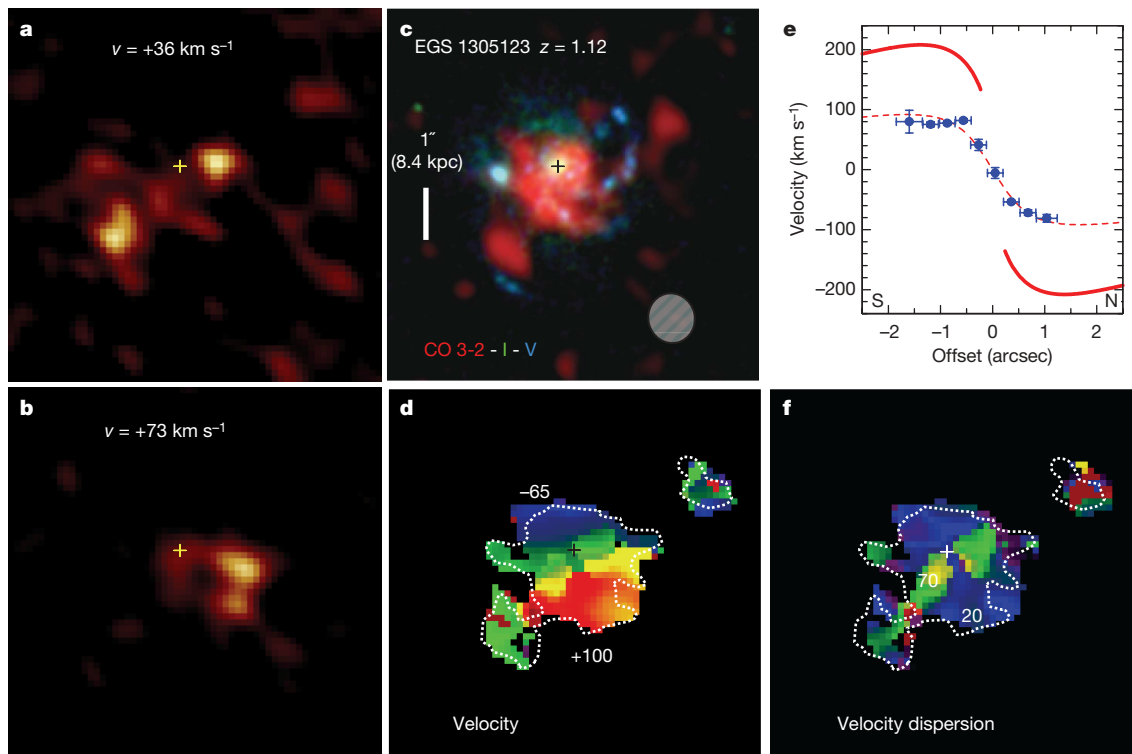 a
v = +36 km s⁻¹
b
v = +73 km s⁻¹
c
EGS 1305123 z = 1.12
1″
(8.4 kpc)
CO 3-2 - I - V
d
−65
+100
Velocity
e
Velocity (km s⁻¹)
200
100
0
−100
−200
S
N
−2
−1
0
1
2
Offset (arcsec)
f
70
20
Velocity dispersion